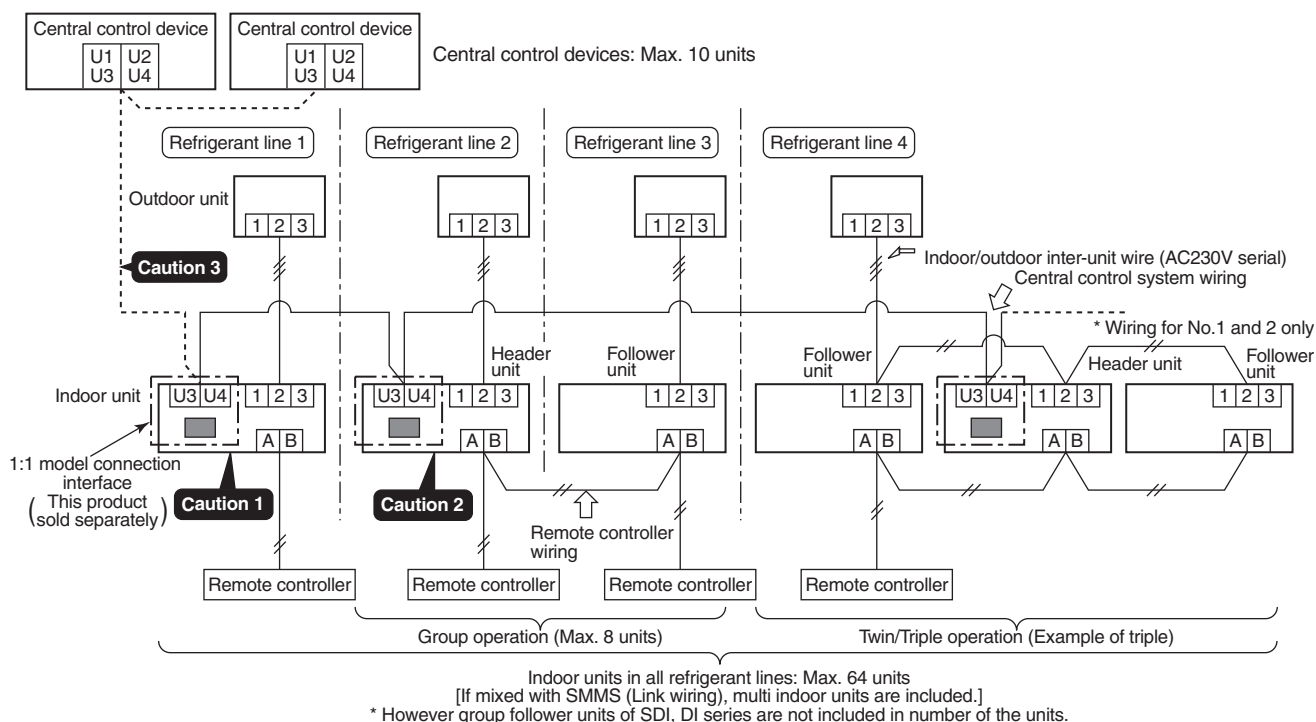 Central control device
U1 U2
U3 U4
Central control device
U1 U2
U3 U4
Central control devices: Max. 10 units
Refrigerant line 1
Refrigerant line 2
Refrigerant line 3
Refrigerant line 4
Outdoor unit
1 2 3
1 2 3
1 2 3
1 2 3
Caution 3
Indoor/outdoor inter-unit wire (AC230V serial)
Central control system wiring
* Wiring for No.1 and 2 only
Header
unit
Follower
unit
Follower
unit
Header unit
Follower
unit
Indoor unit
U3 U4 1 2 3
U3 U4 1 2 3
1 2 3
1 2 3
U3 U4 1 2 3
1 2 3
A B
A B
A B
A B
A B
A B
1:1 model connection
interface
(This product
sold separately)
Caution 1
Caution 2
Remote controller
wiring
Remote controller
Remote controller
Remote controller
Remote controller
Group operation (Max. 8 units)
Twin/Triple operation (Example of triple)
Indoor units in all refrigerant lines: Max. 64 units
[If mixed with SMMS (Link wiring), multi indoor units are included.]
* However group follower units of SDI, DI series are not included in number of the units.